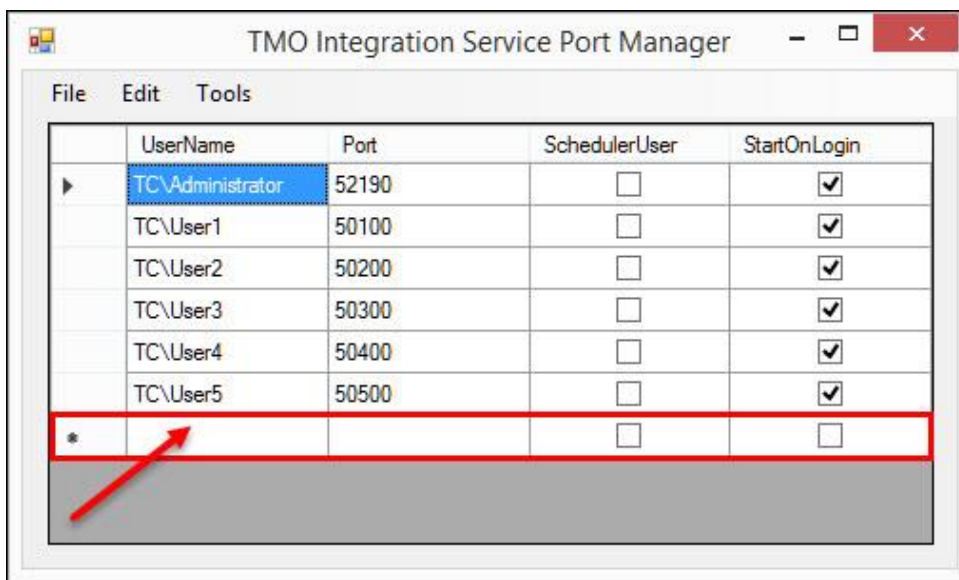 TMO Integration Service Port Manager
File Edit Tools
UserName Port SchedulerUser StartOnLogin
TC\Administrator 52190
TC\User1 50100
TC\User2 50200
TC\User3 50300
TC\User4 50400
TC\User5 50500